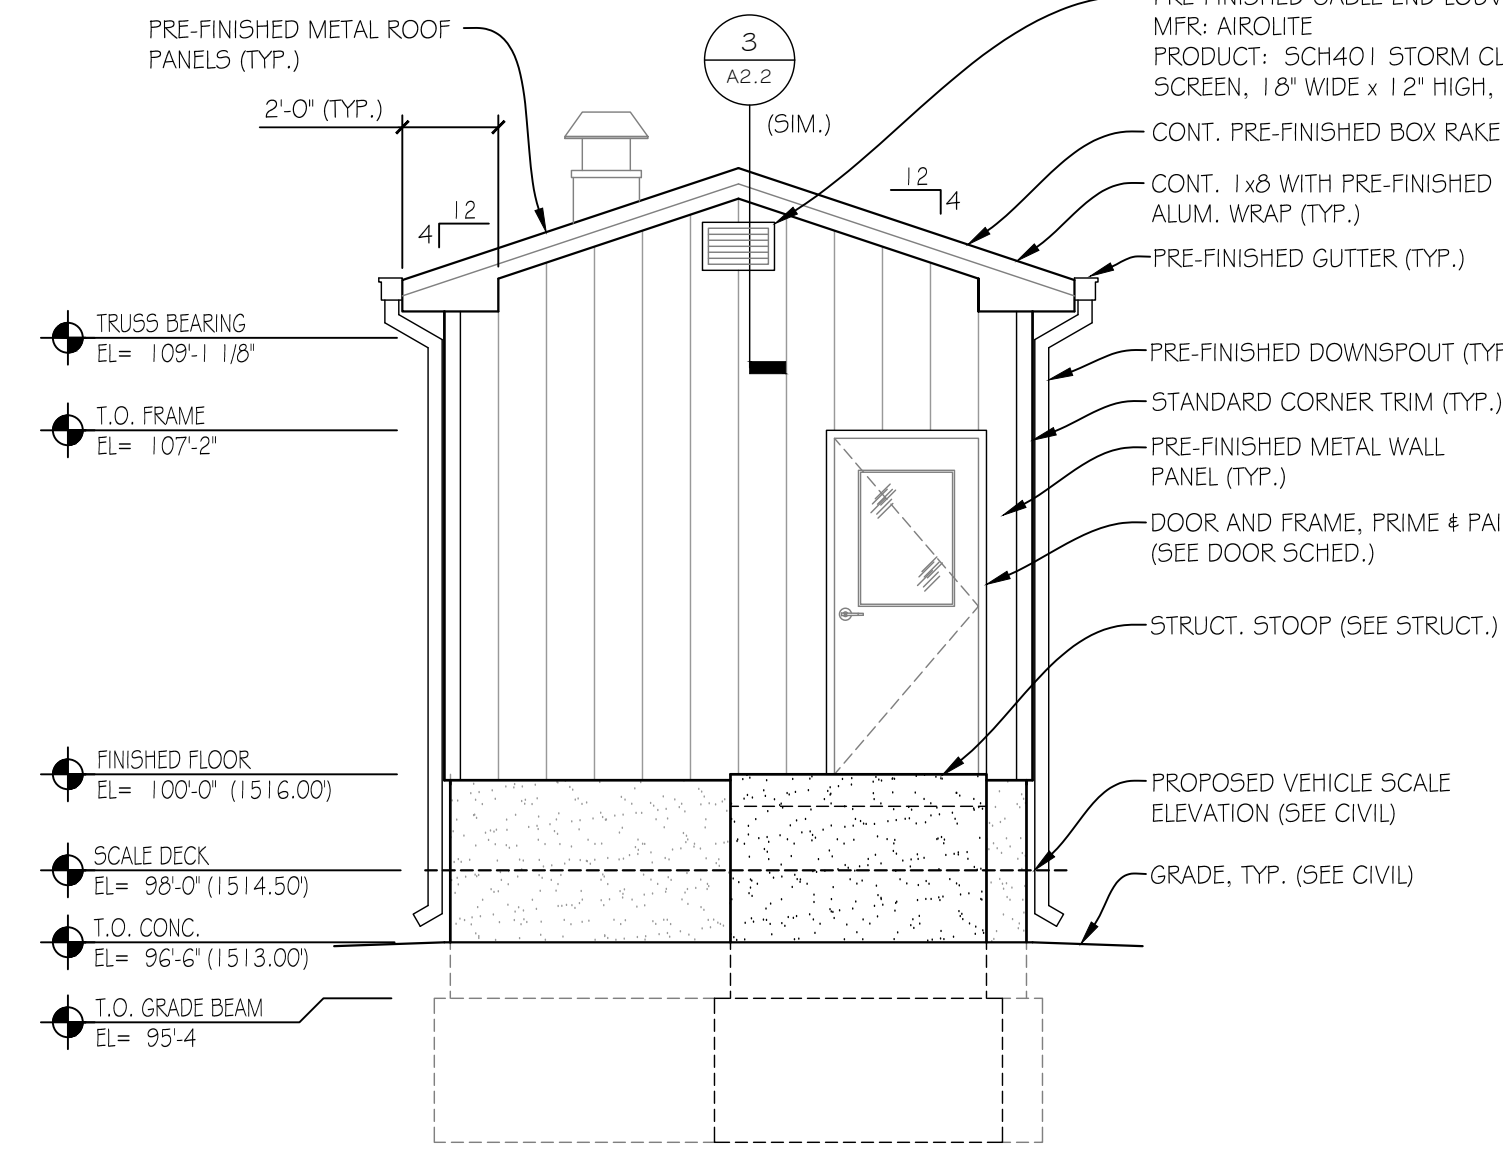 PRE-FINISHED METAL ROOF
PANELS (TYP.)
2'-0" (TYP.)
3
A2.2
(SIM.)
PRE-FINISHED GABLE END
MFR: AIROLITE
PRODUCT: SCH401 STORM
SCREEN, 18" WIDE x 12" HIGH,
CONT. PRE-FINISHED BOX RAKE
CONT. 1x8 WITH PRE-FINISHED
ALUM. WRAP (TYP.)
PRE-FINISHED GUTTER (TYP.)
12
4
12
4
TRUSS BEARING
EL= 109'-1 1/8"
T.O. FRAME
EL= 107'-2"
PRE-FINISHED DOWNSPOUT (TYP
STANDARD CORNER TRIM (TYP.)
PRE-FINISHED METAL WALL
PANEL (TYP.)
DOOR AND FRAME, PRIME & PAI
(SEE DOOR SCHED.)
STRUCT. STOOP (SEE STRUCT.)
FINISHED FLOOR
EL= 100'-0" (1516.00')
SCALE DECK
EL= 98'-0" (1514.50')
T.O. CONC.
EL= 96'-6" (1513.00')
T.O. GRADE BEAM
EL= 95'-4
PROPOSED VEHICLE SCALE
ELEVATION (SEE CIVIL)
GRADE, TYP. (SEE CIVIL)